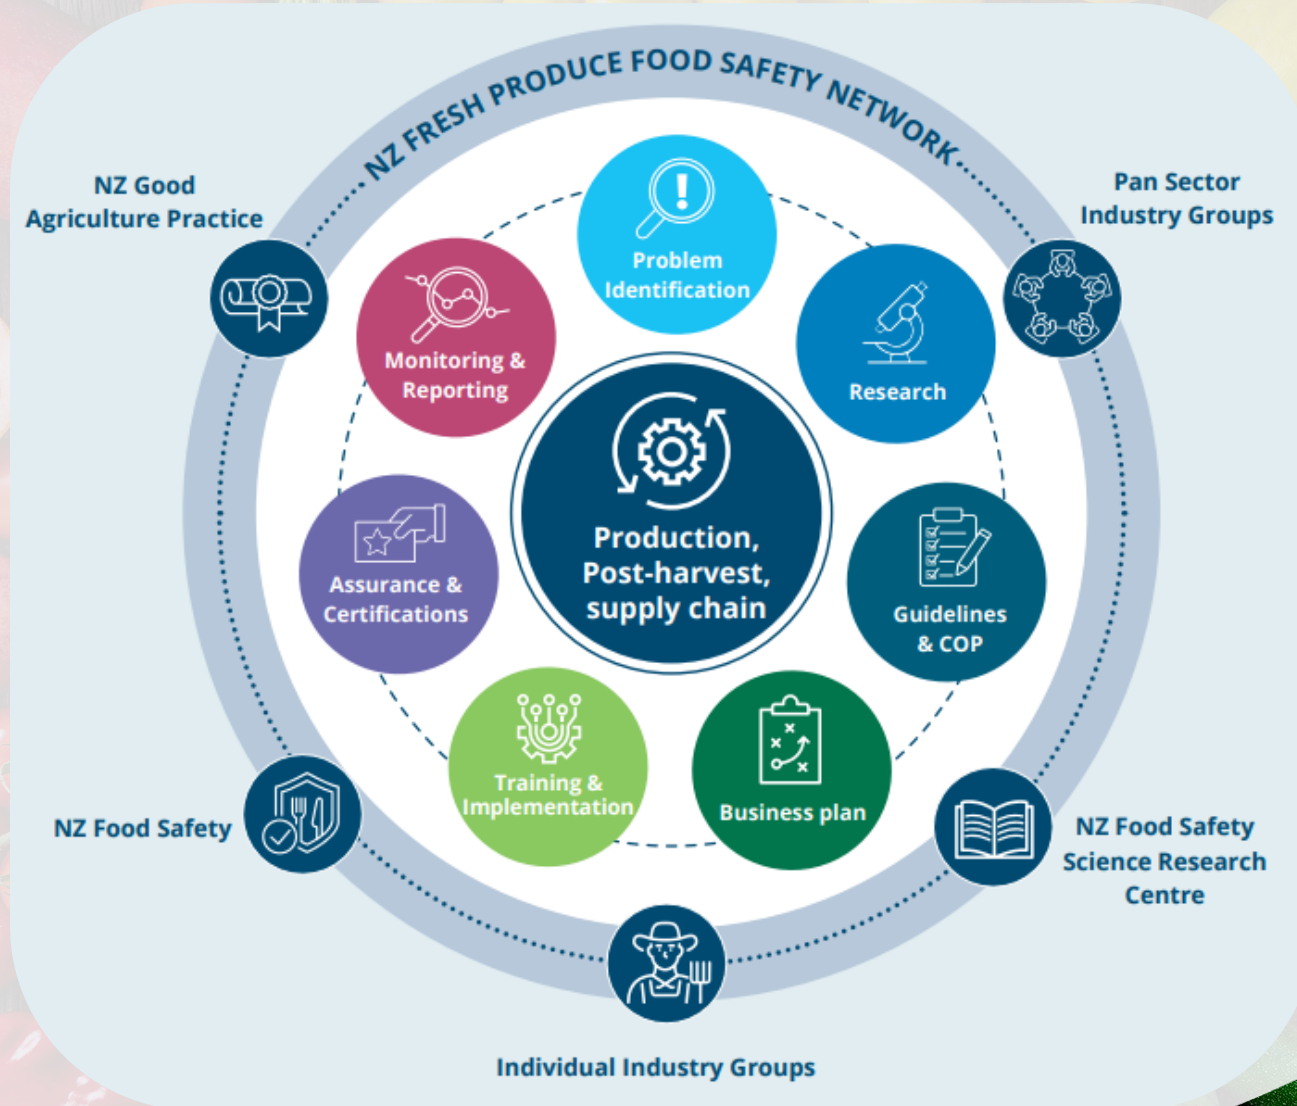 NZ FRESH PRODUCE FOOD SAFETY NETWORK
NZ Good
Agriculture Practice
Pan Sector
Industry Groups
Problem
Identification
Monitoring &
Reporting
Research
Production,
Post-harvest,
supply chain
Assurance &
Certifications
Guidelines
& COP
Training &
Implementation
Business plan
NZ Food Safety
NZ Food Safety
Science Research
Centre
Individual Industry Groups